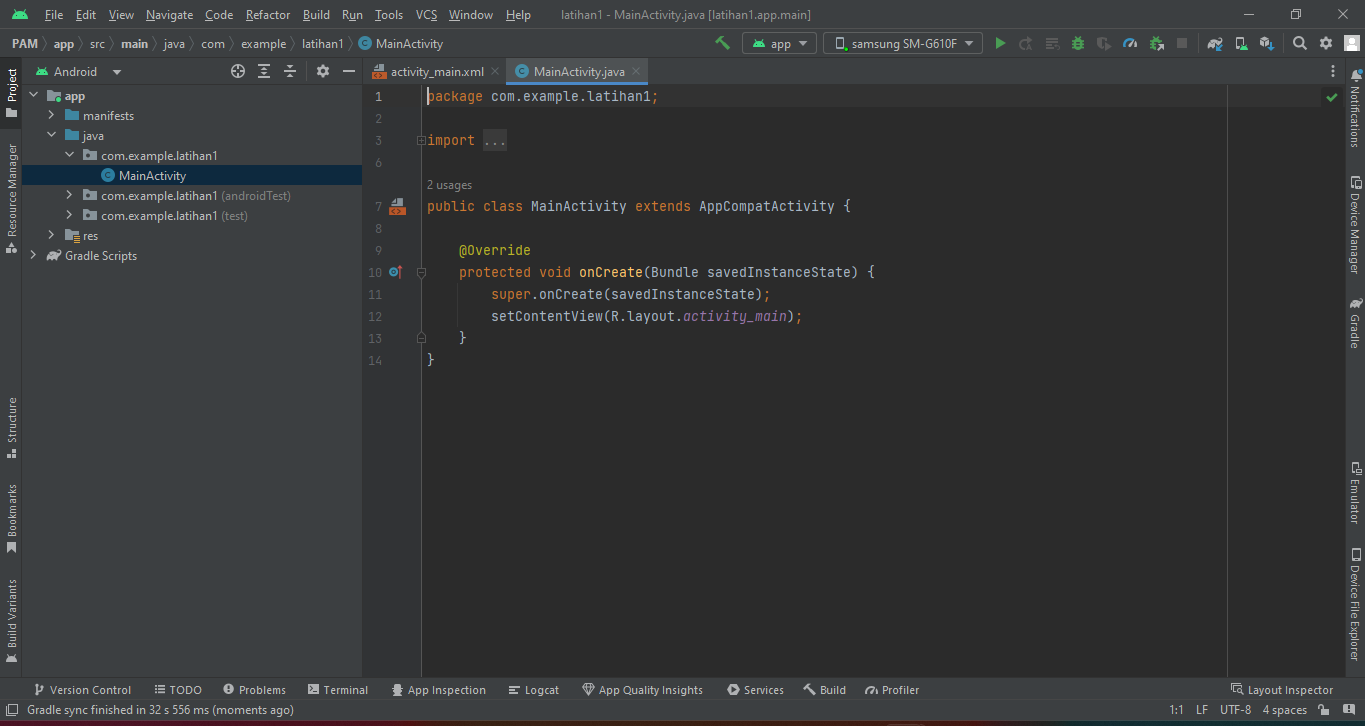 File Edit View Navigate Code Refactor Build Run Tools VCS Window Help latihan1 - MainActivity.java [latihan1.app.main]
PAM app src main java com example latihan1 MainActivity app samsung SM-G610F
Android
activity_main.xml MainActivity.java
app
manifests
java
com.example.latihan1
MainActivity
com.example.latihan1 (androidTest)
com.example.latihan1 (test)
res
Gradle Scripts
1 package com.example.latihan1;
2
3 import ...
6
2 usages
7 public class MainActivity extends AppCompatActivity {
8
9 @Override
10 protected void onCreate(Bundle savedInstanceState) {
11 super.onCreate(savedInstanceState);
12 setContentView(R.layout.activity_main);
13 }
14 }
Project
Resource Manager
Structure
Bookmarks
Build Variants
Notifications
Device Manager
Gradle
Emulator
Device File Explorer
Version Control TODO Problems Terminal App Inspection Logcat App Quality Insights Services Build Profiler Layout Inspector
Gradle sync finished in 32 s 556 ms (moments ago) 1:1 LF UTF-8 4 spaces